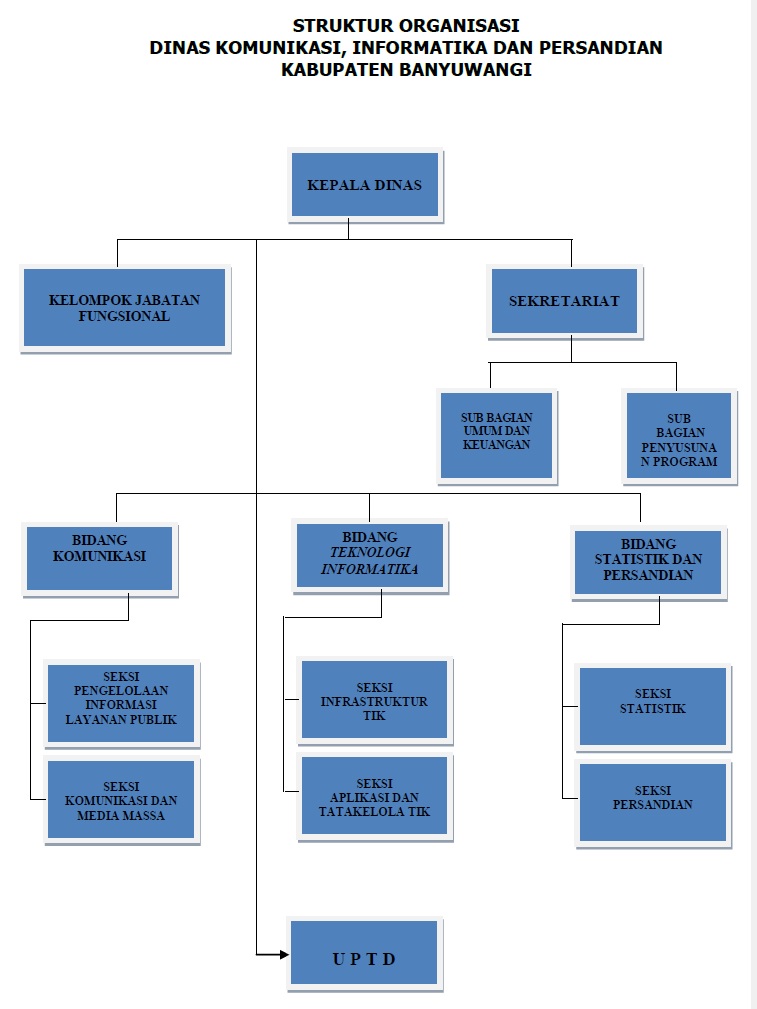 STRUKTUR ORGANISASI
DINAS KOMUNIKASI, INFORMATIKA DAN PERSANDIAN
KABUPATEN BANYUWANGI
KEPALA DINAS
KELOMPOK JABATAN
FUNGSIONAL
SEKRETARIAT
SUB BAGIAN
UMUM DAN
KEUANGAN
SUB
BAGIAN
PENYUSUNA
N PROGRAM
BIDANG
KOMUNIKASI
BIDANG
TEKNOLOGI
INFORMATIKA
BIDANG
STATISTIK DAN
PERSANDIAN
SEKSI
PENGELOLAAN
INFORMASI
LAYANAN PUBLIK
SEKSI
INFRASTRUKTUR
TIK
SEKSI
STATISTIK
SEKSI
KOMUNIKASI DAN
MEDIA MASSA
SEKSI
APLIKASI DAN
TATAKELOLA TIK
SEKSI
PERSANDIAN
U P T D